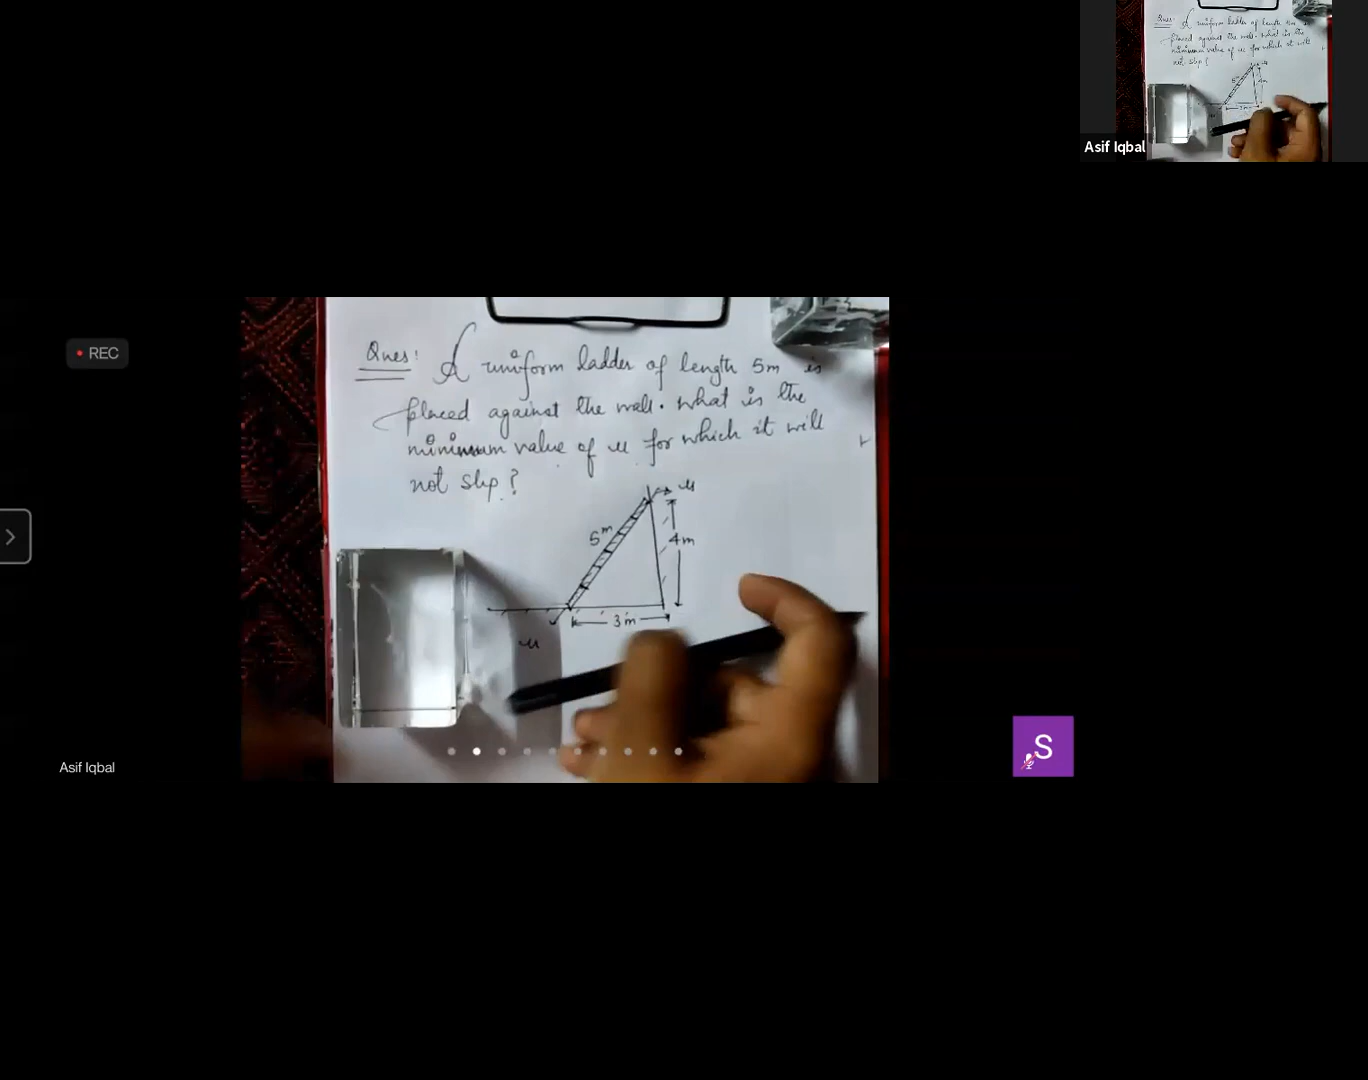 Asif Iqbal
REC
Ques: A uniform ladder of length 5m is
placed against the wall. what is the
minimum value of μ for which it will
not slip?
μ
5m
4m
3m
μ
Asif Iqbal
S